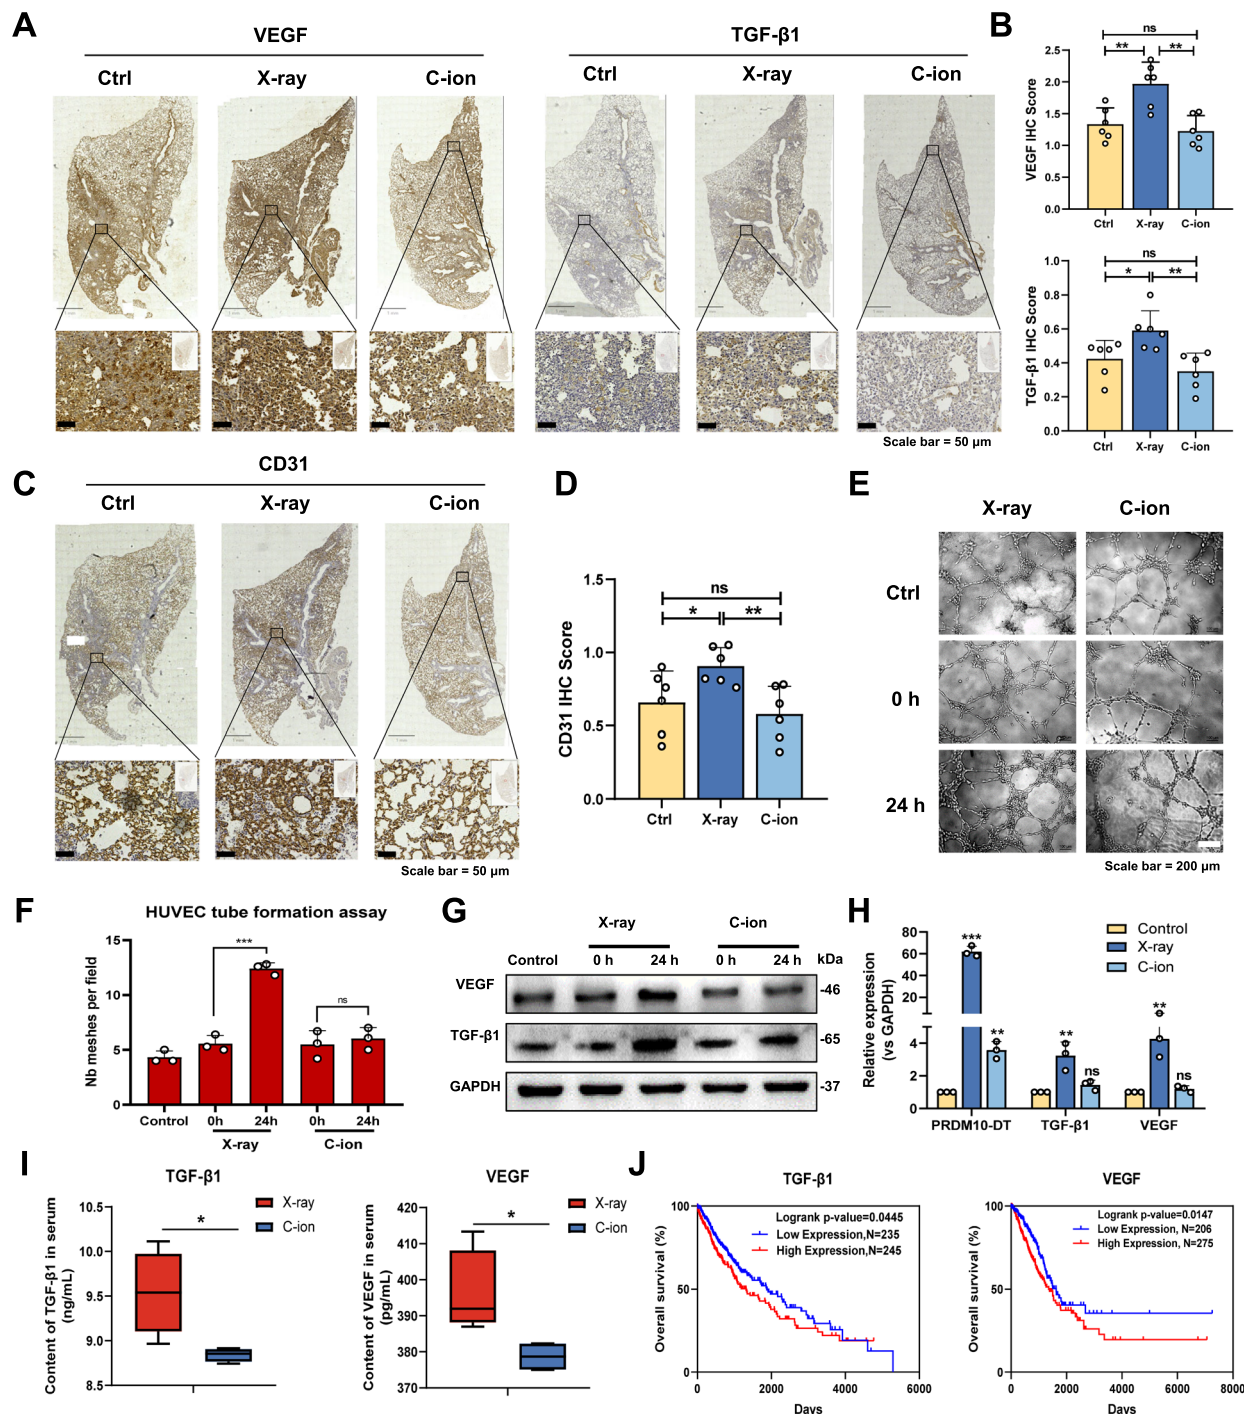 A
VEGF
TGF-β1
Ctrl
X-ray
C-ion
Ctrl
X-ray
C-ion
Scale bar = 50 μm
B
VEGF IHC Score
2.5
2.0
1.5
1.0
0.5
0.0
ns
**
**
Ctrl
X-ray
C-ion
TGF-β1 IHC Score
1.0
0.8
0.6
0.4
0.2
0.0
ns
*
**
Ctrl
X-ray
C-ion
C
CD31
Ctrl
X-ray
C-ion
Scale bar = 50 μm
D
CD31 IHC Score
1.5
1.0
0.5
0.0
ns
*
**
Ctrl
X-ray
C-ion
E
X-ray
C-ion
Ctrl
0 h
24 h
Scale bar = 200 μm
F
HUVEC tube formation assay
Nb meshes per field
15
10
5
0
***
ns
Control
0h
24h
0h
24h
X-ray
C-ion
G
X-ray
C-ion
Control
0 h
24 h
0 h
24 h
kDa
VEGF
-46
TGF-β1
-65
GAPDH
-37
H
Control
X-ray
C-ion
Relative expression
(vs GAPDH)
80
60
40
20
4
2
0
***
**
**
ns
**
ns
PRDM10-DT
TGF-β1
VEGF
I
TGF-β1
X-ray
C-ion
Content of TGF-β1 in serum
(ng/mL)
10.5
10.0
9.5
9.0
8.5
*
VEGF
X-ray
C-ion
Content of VEGF in serum
(pg/mL)
420
410
400
390
380
370
*
J
TGF-β1
Logrank p-value=0.0445
Low Expression,N=235
High Expression,N=245
Overall survival (%)
100
50
0
0
2000
4000
6000
Days
VEGF
Logrank p-value=0.0147
Low Expression, N=206
High Expression, N=275
Overall survival (%)
100
50
0
0
2000
4000
6000
8000
Days